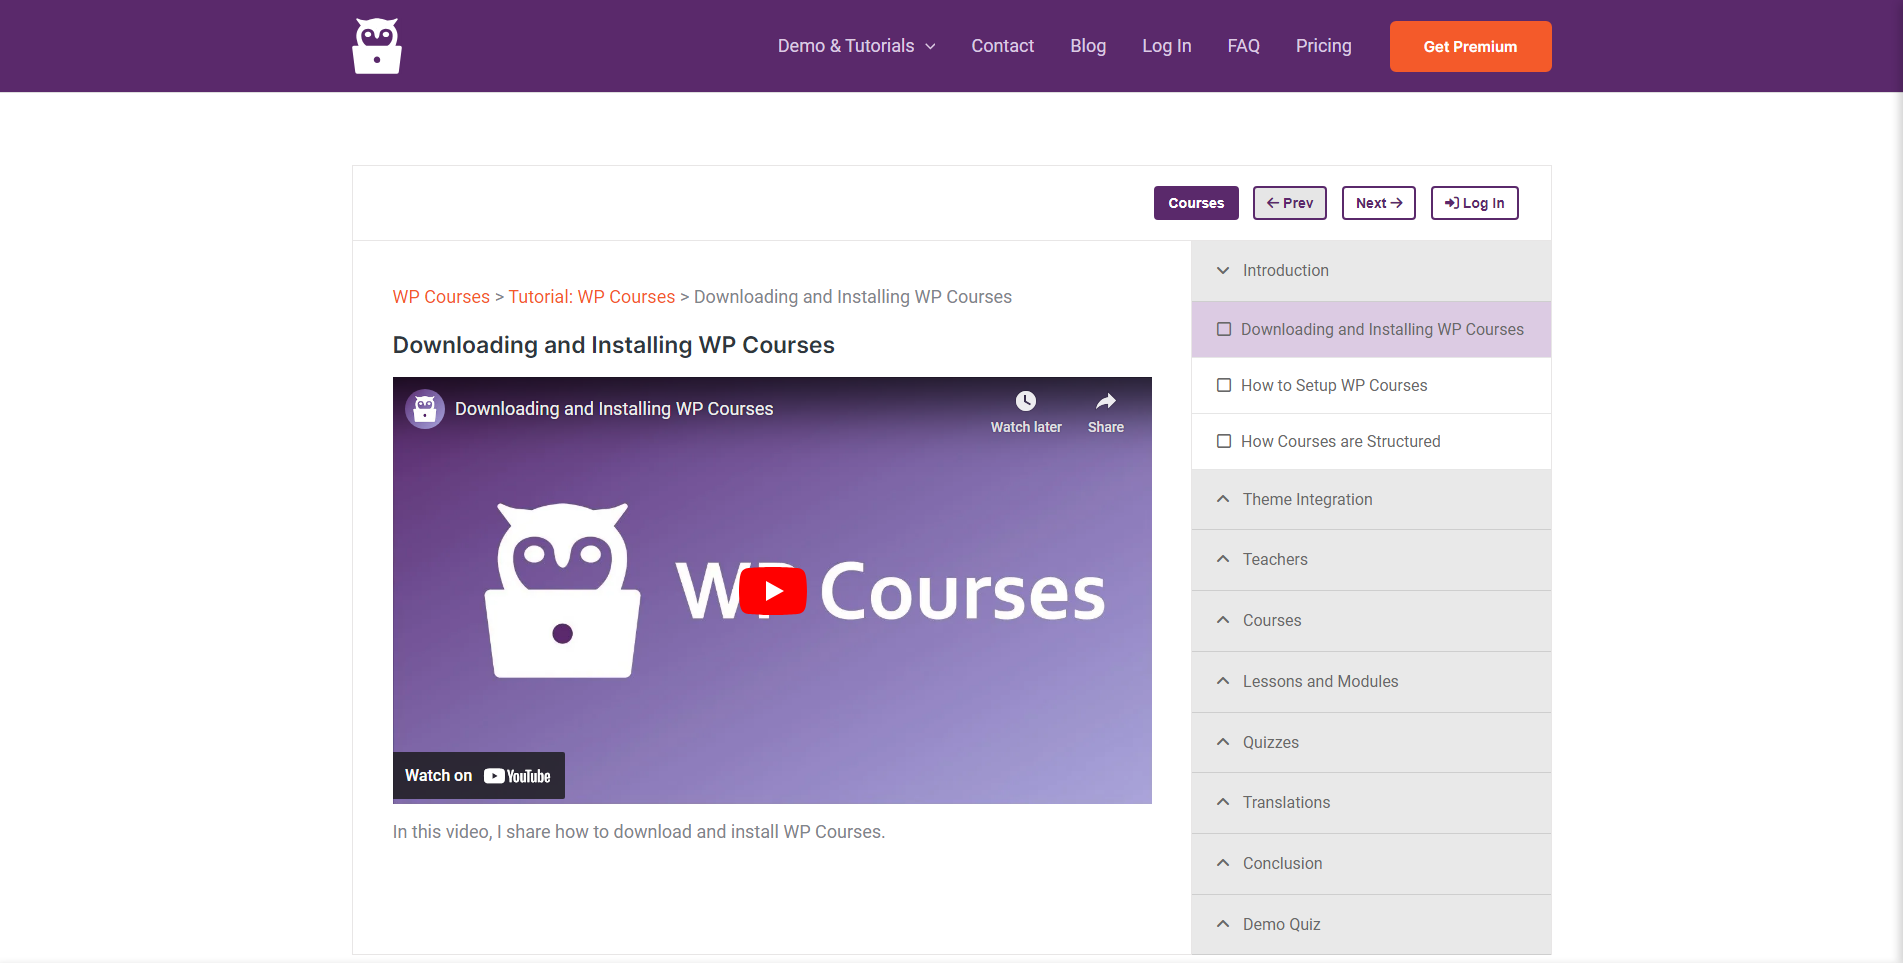 Demo & Tutorials Contact Blog Log In FAQ Pricing Get Premium
Courses Prev Next Log In
WP Courses > Tutorial: WP Courses > Downloading and Installing WP Courses
Downloading and Installing WP Courses
Downloading and Installing WP Courses
Watch later Share
WP Courses
Watch on YouTube
In this video, I share how to download and install WP Courses.
Introduction
Downloading and Installing WP Courses
How to Setup WP Courses
How Courses are Structured
Theme Integration
Teachers
Courses
Lessons and Modules
Quizzes
Translations
Conclusion
Demo Quiz